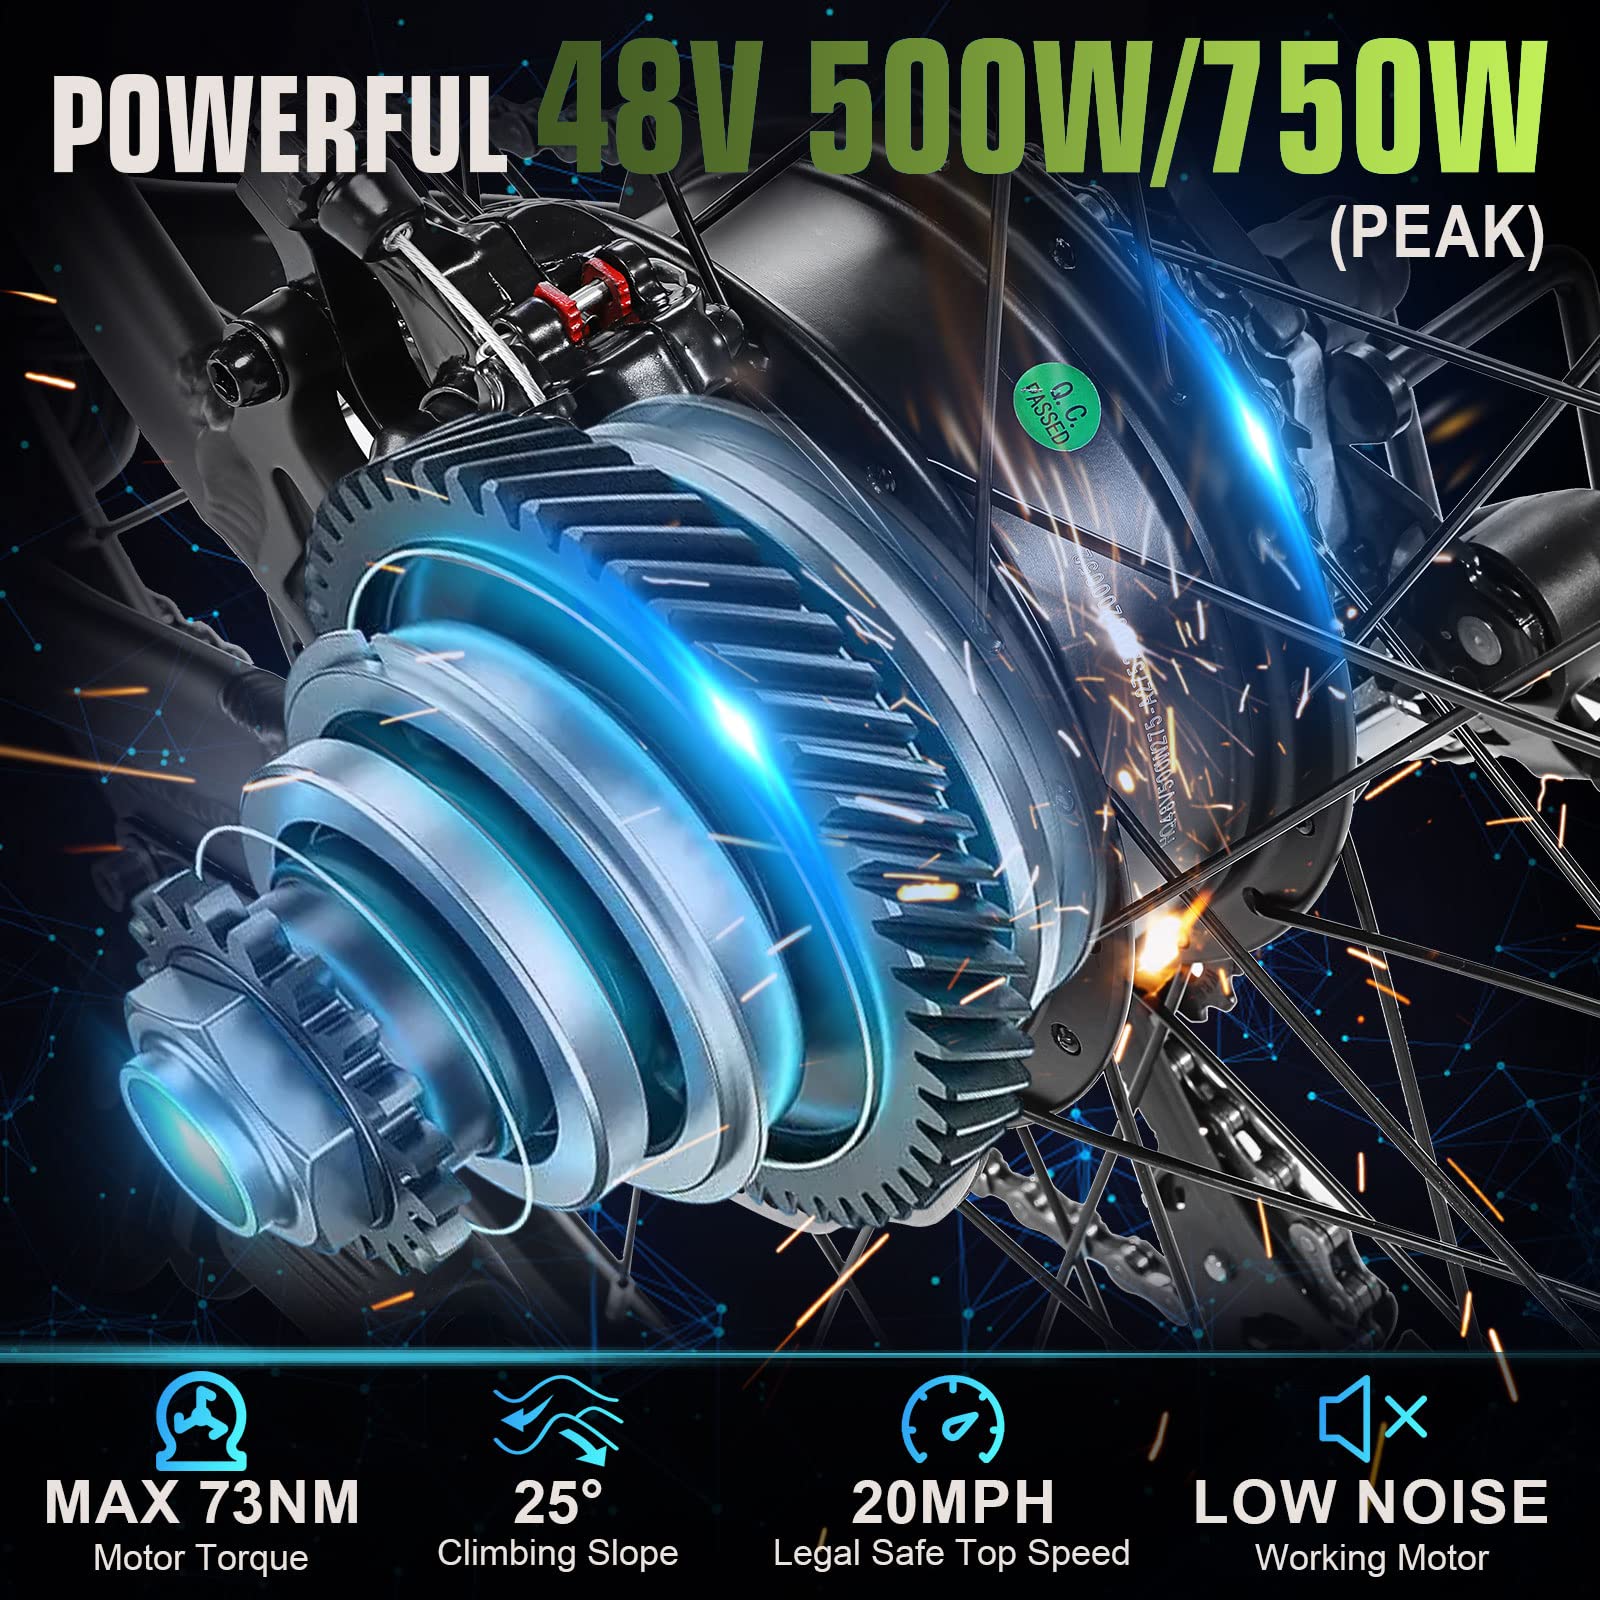 POWERFUL 48V 500W/750W
(PEAK)
Q.C.
PASSED
MAX 73NM
Motor Torque
25°
Climbing Slope
20MPH
Legal Safe Top Speed
LOW NOISE
Working Motor